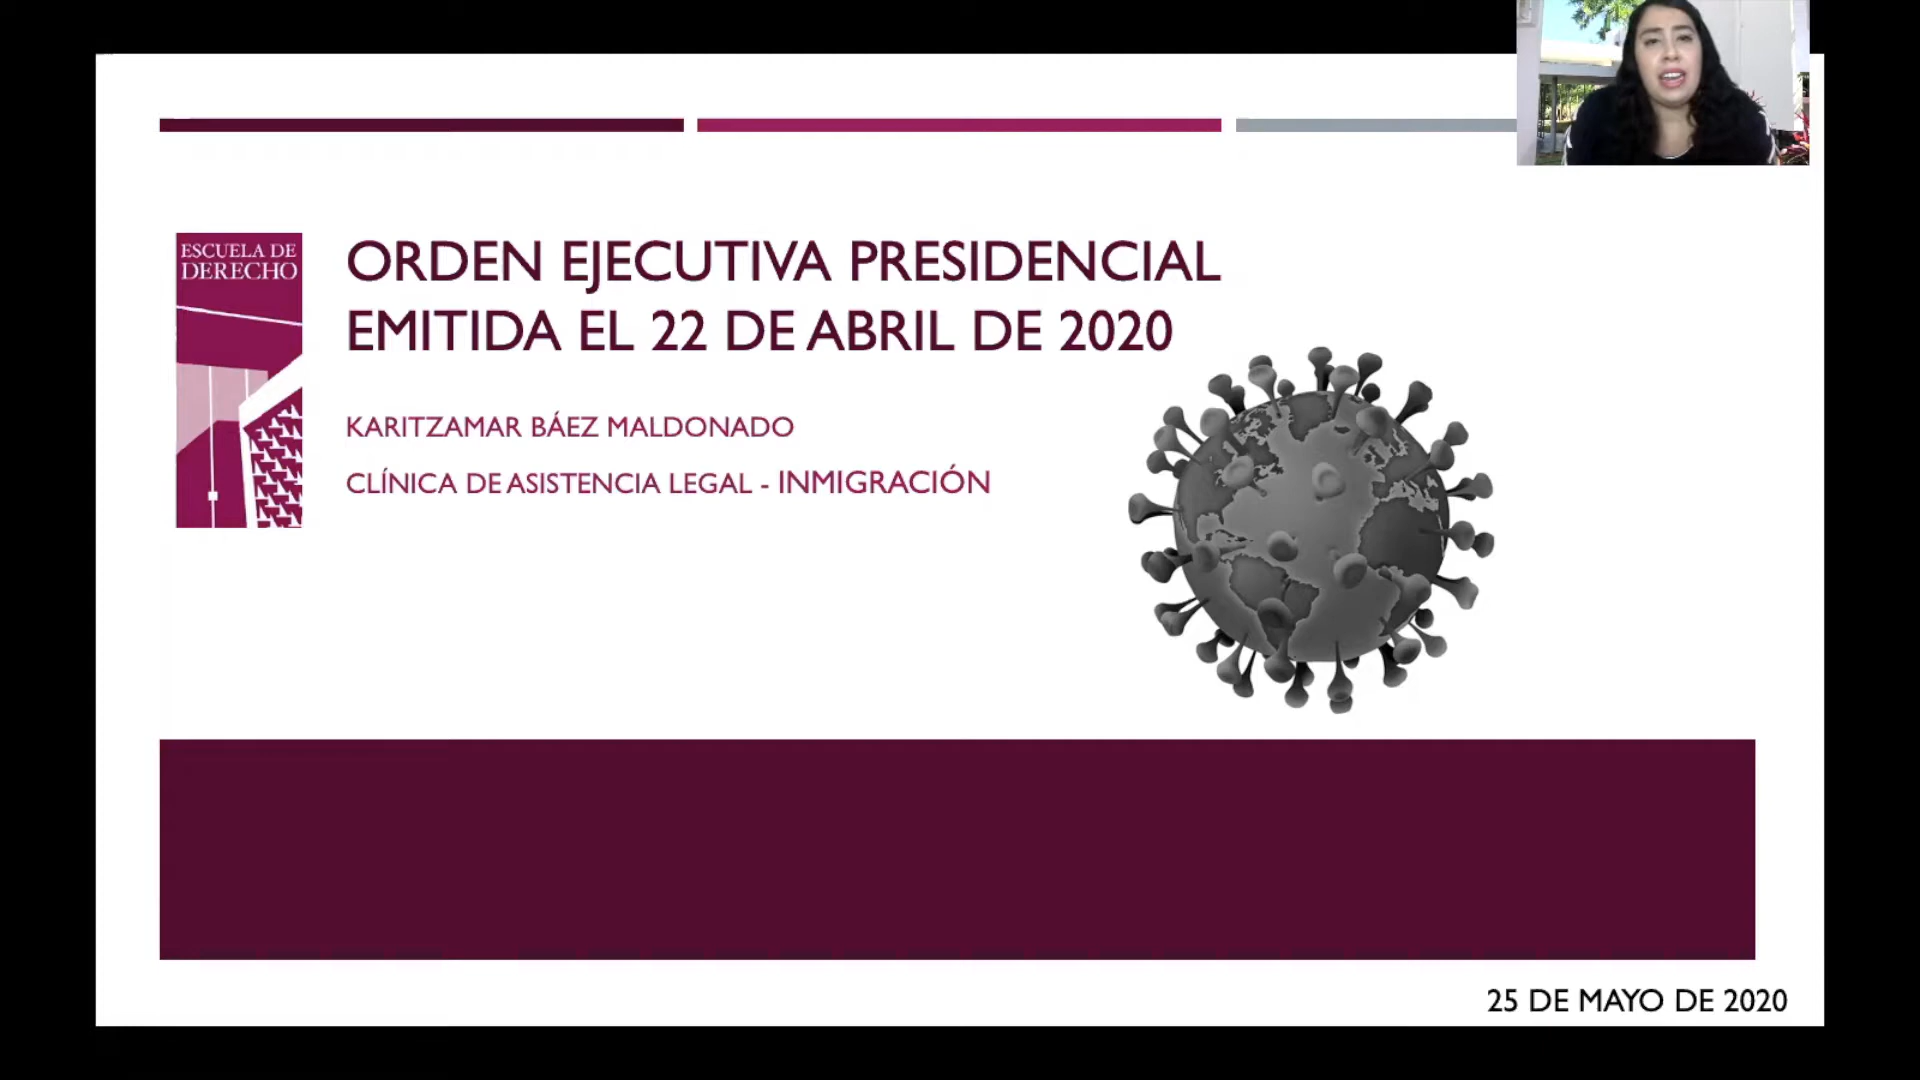 ESCUELA DE
DERECHO
ORDEN EJECUTIVA PRESIDENCIAL
EMITIDA EL 22 DE ABRIL DE 2020
KARITZAMAR BÁEZ MALDONADO
CLÍNICA DE ASISTENCIA LEGAL - INMIGRACIÓN
25 DE MAYO DE 2020